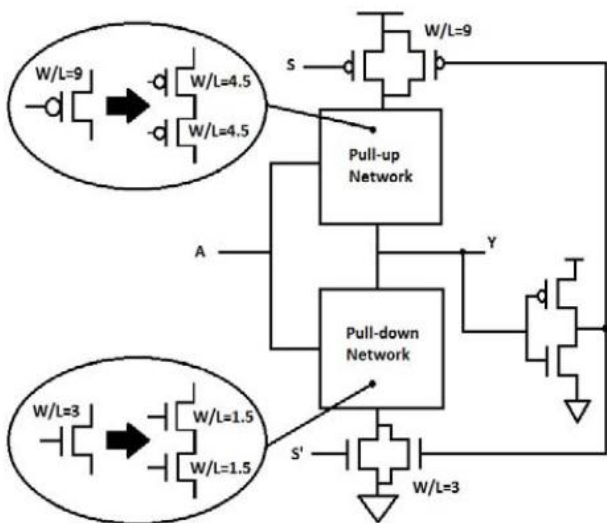 W/L=9
W/L=9
S
W/L=4.5
W/L=4.5
Pull-up
Network
A
Y
Pull-down
Network
W/L=3
W/L=1.5
W/L=1.5
S'
W/L=3